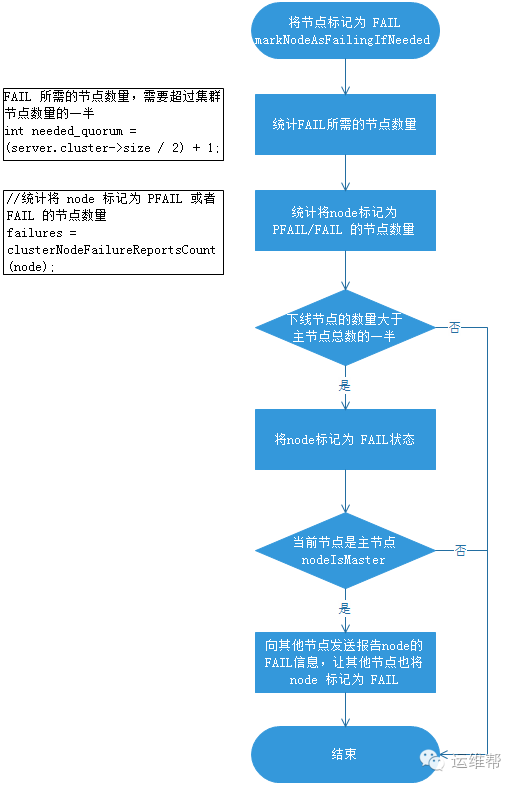 将节点标记为 FAIL
markNodeAsFailingIfNeeded
FAIL 所需的节点数量，需要超过集群
节点数量的一半
int needed_quorum =
(server.cluster->size / 2) + 1;
统计FAIL所需的节点数量
//统计将 node 标记为 PFAIL 或者
FAIL 的节点数量
failures =
clusterNodeFailureReportsCount
(node);
统计将node标记为
PFAIL/FAIL 的节点数量
下线节点的数量大于
主节点总数的一半
否
是
将node标记为 FAIL状态
当前节点是主节点
nodeIsMaster
否
是
向其他节点发送报告node的
FAIL信息，让其他节点也将
node 标记为 FAIL
结束
运维帮